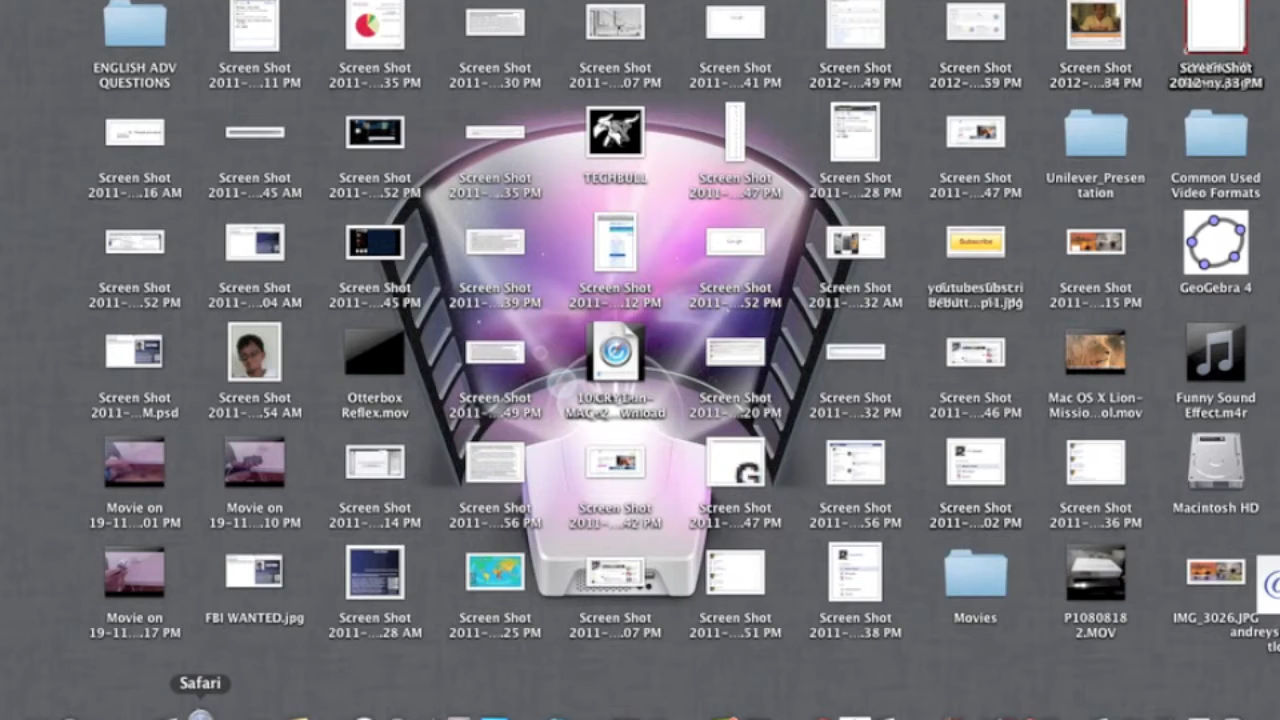 ENGLISH ADV
QUESTIONS
Screen Shot
2011-....11 PM
Screen Shot
2011-....35 PM
Screen Shot
2011-....30 PM
Screen Shot
2011-....07 PM
Screen Shot
2011-....41 PM
Screen Shot
2012-....49 PM
Screen Shot
2012-....59 PM
Screen Shot
2012-....34 PM
Screen Shot
Screen Shot
2011-....16 AM
Screen Shot
2011-....45 AM
Screen Shot
2011-....52 PM
Screen Shot
2011-....35 PM
TECHBULL
Screen Shot
2011-....47 PM
Screen Shot
2011-....28 PM
Screen Shot
2011-....47 PM
Unilever_Presen
tation
Common Used
Video Formats
Screen Shot
2011-....52 PM
Screen Shot
2011-....04 AM
Screen Shot
2011-....45 PM
Screen Shot
2011-....39 PM
Screen Shot
2011-....12 PM
Google
Screen Shot
2011-....52 PM
Screen Shot
2011-....32 AM
Subscribe
Screen Shot
2011-....15 PM
GeoGebra 4
Screen Shot
2011-...M.psd
Screen Shot
2011-....54 AM
Otterbox
Reflex.mov
Screen Shot
2011-....49 PM
Screen Shot
2011-....20 PM
Screen Shot
2011-....32 PM
Screen Shot
2011-....46 PM
Mac OS X Lion-
Missio...ol.mov
Funny Sound
Effect.m4r
Movie on
19-11....01 PM
Movie on
19-11....10 PM
Screen Shot
2011-....14 PM
Screen Shot
2011-....56 PM
Screen Shot
2011-....42 PM
G
Screen Shot
2011-....47 PM
Screen Shot
2011-....56 PM
Screen Shot
2011-....02 PM
Screen Shot
2011-....36 PM
Macintosh HD
Movie on
19-11....17 PM
FBI WANTED.jpg
Screen Shot
2011-....28 AM
Screen Shot
2011-....25 PM
Screen Shot
2011-....07 PM
Screen Shot
2011-....51 PM
Screen Shot
2011-....38 PM
Movies
P1080818
2.MOV
IMG_3026.JPG
andreys
Safari